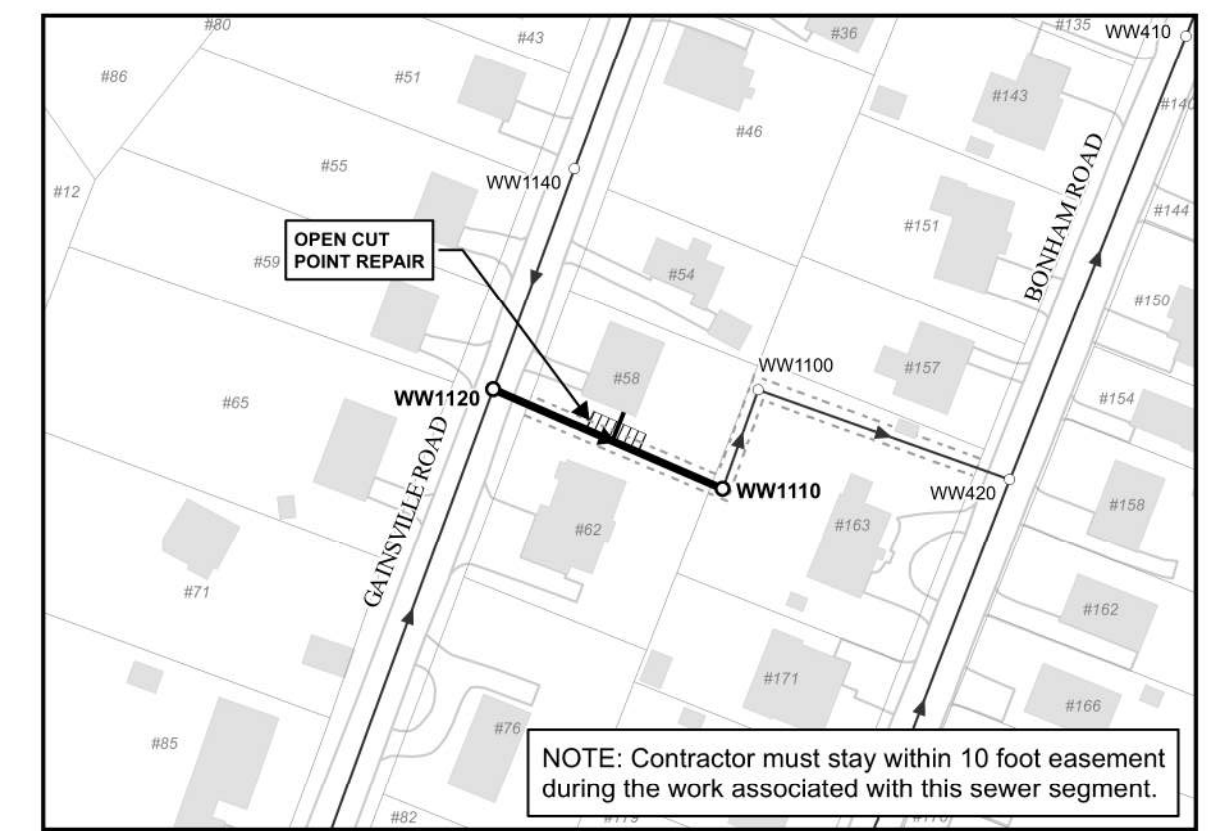 #80
#43
#36
#135
WW410
#86
#51
#143
#140
#46
#55
WW1140
#12
#144
#151
BONHAM ROAD
OPEN CUT
POINT REPAIR
#59
#54
#150
WW1100
#157
#58
WW1120
#65
#154
GAINSVILLE ROAD
WW1110
WW420
#158
#62
#163
#71
#162
#171
#166
#76
#85
NOTE: Contractor must stay within 10 foot easement
during the work associated with this sewer segment.
#82